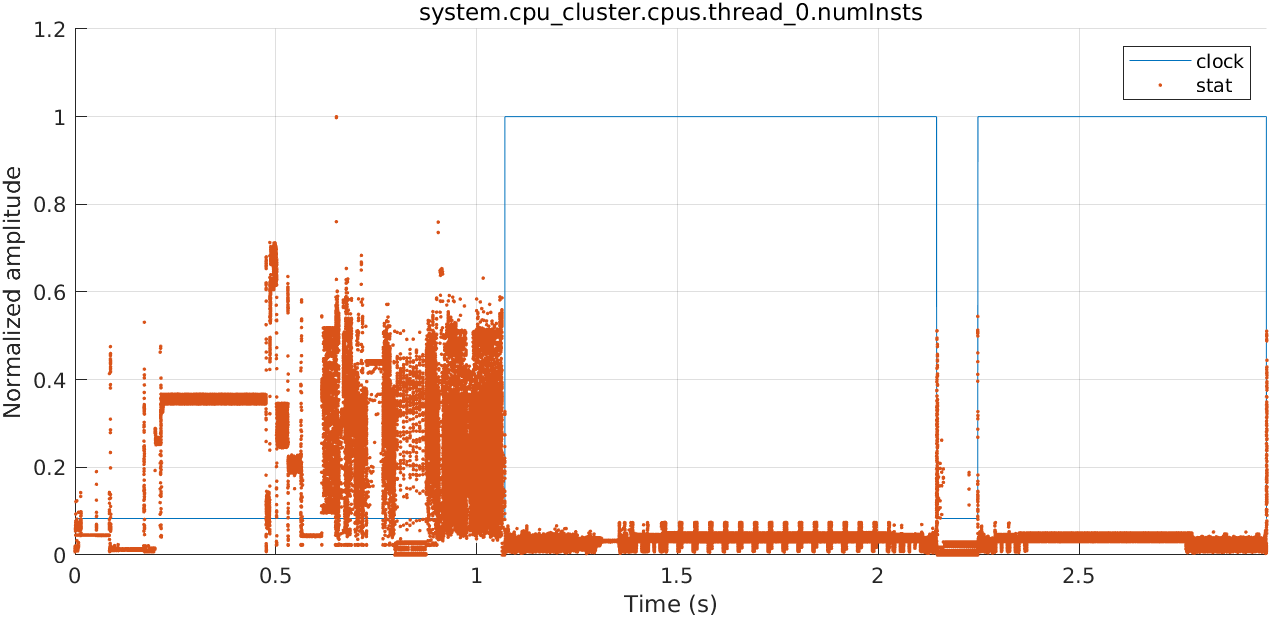 system.cpu_cluster.cpus.thread_0.numInsts
1.2
1
0.8
0.6
0.4
0.2
0
Normalized amplitude
clock
stat
0 0.5 1 1.5 2 2.5
Time (s)